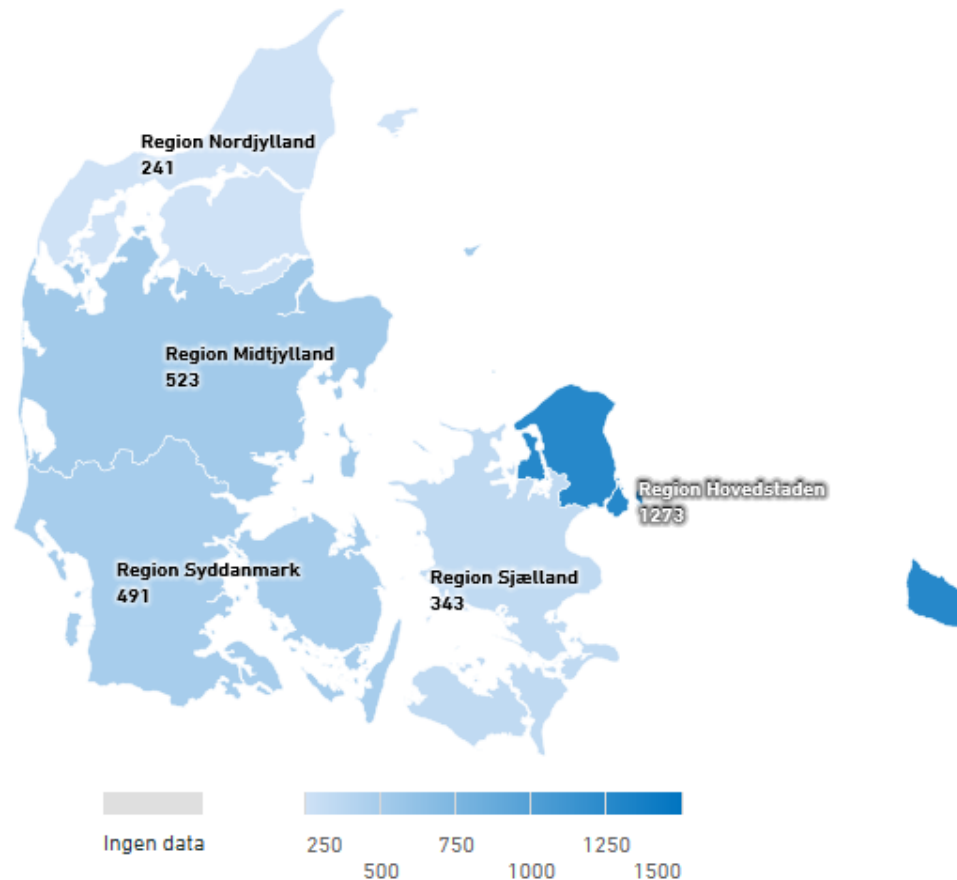 Region Nordjylland
241
Region Midtjylland
523
Region Hovedstaden
1273
Region Syddanmark
491
Region Sjælland
343
Ingen data
250
500
750
1000
1250
1500